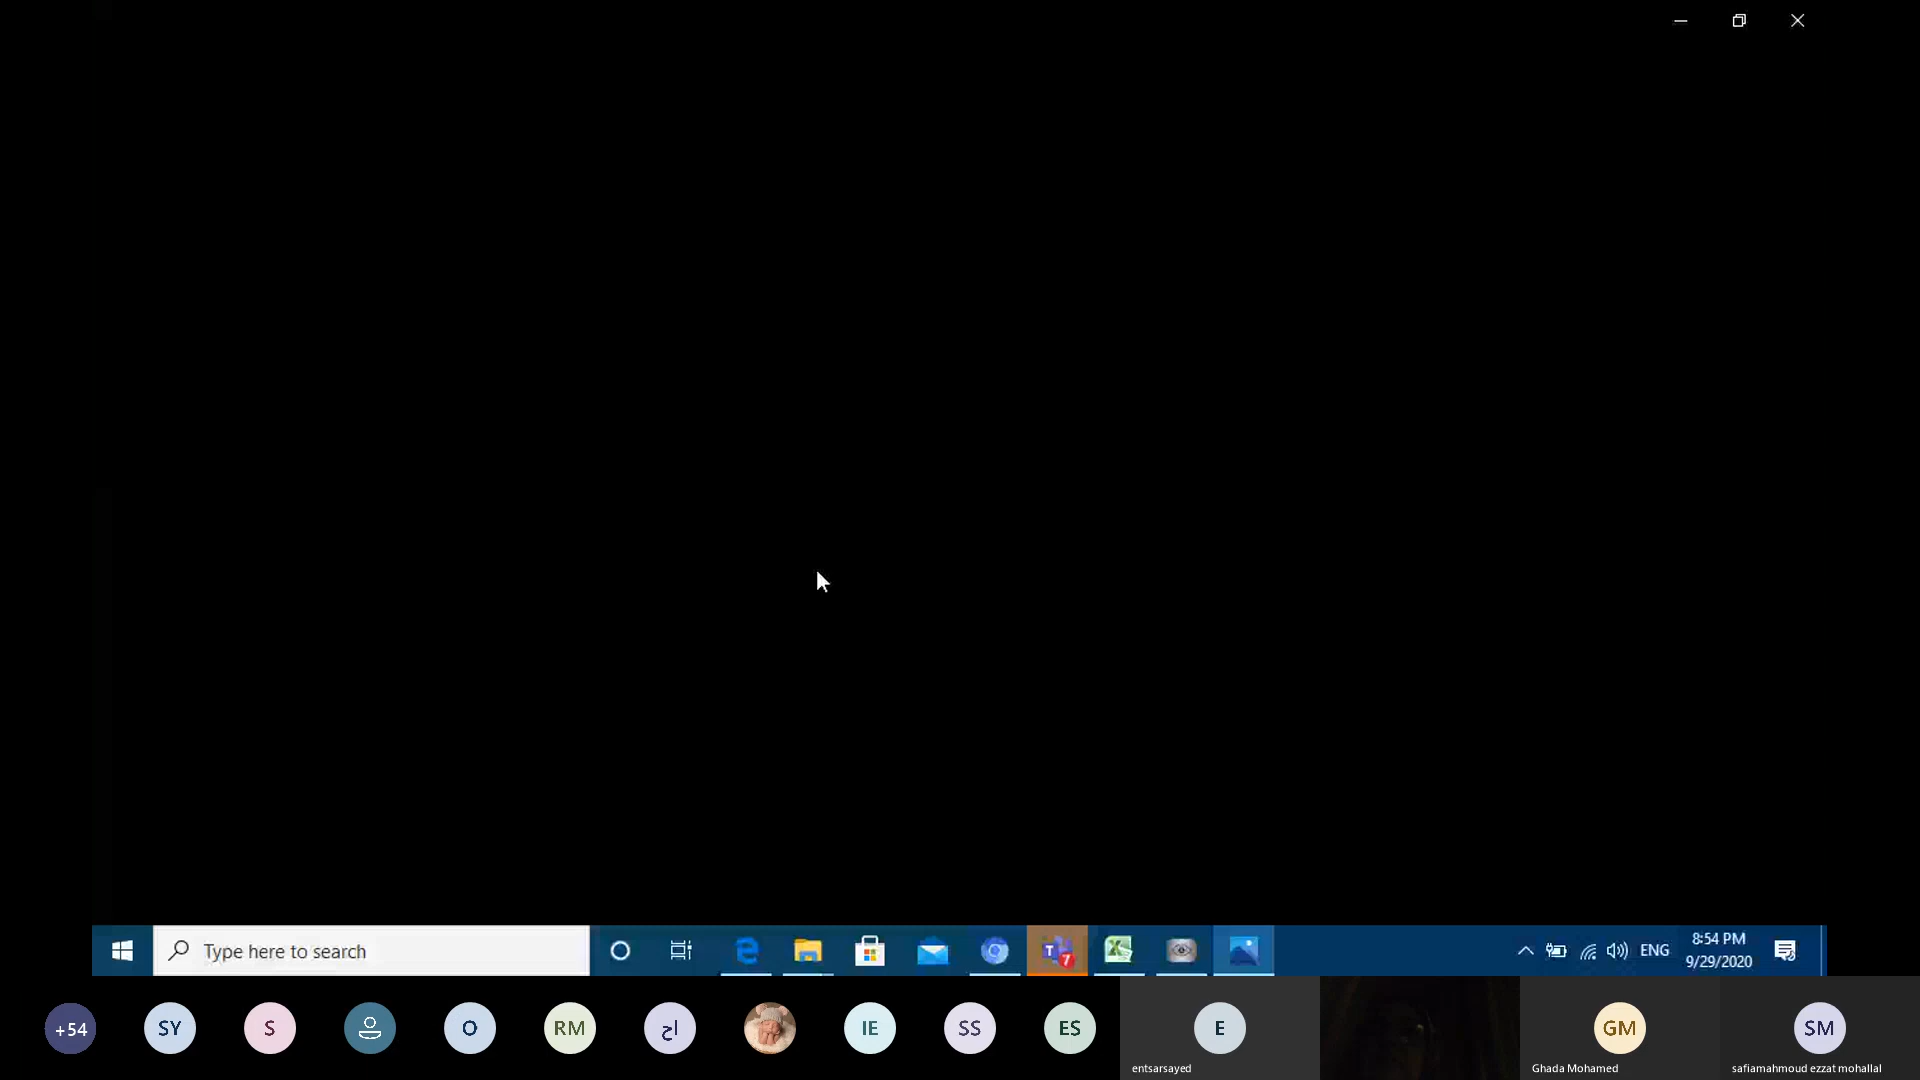 Type here to search
7
ENG
8:54 PM
9/29/2020
+54
SY
S
O
RM
اح
IE
SS
ES
E
GM
SM
entsarsayed
Ghada Mohamed
safiamahmoud ezzat mohallal